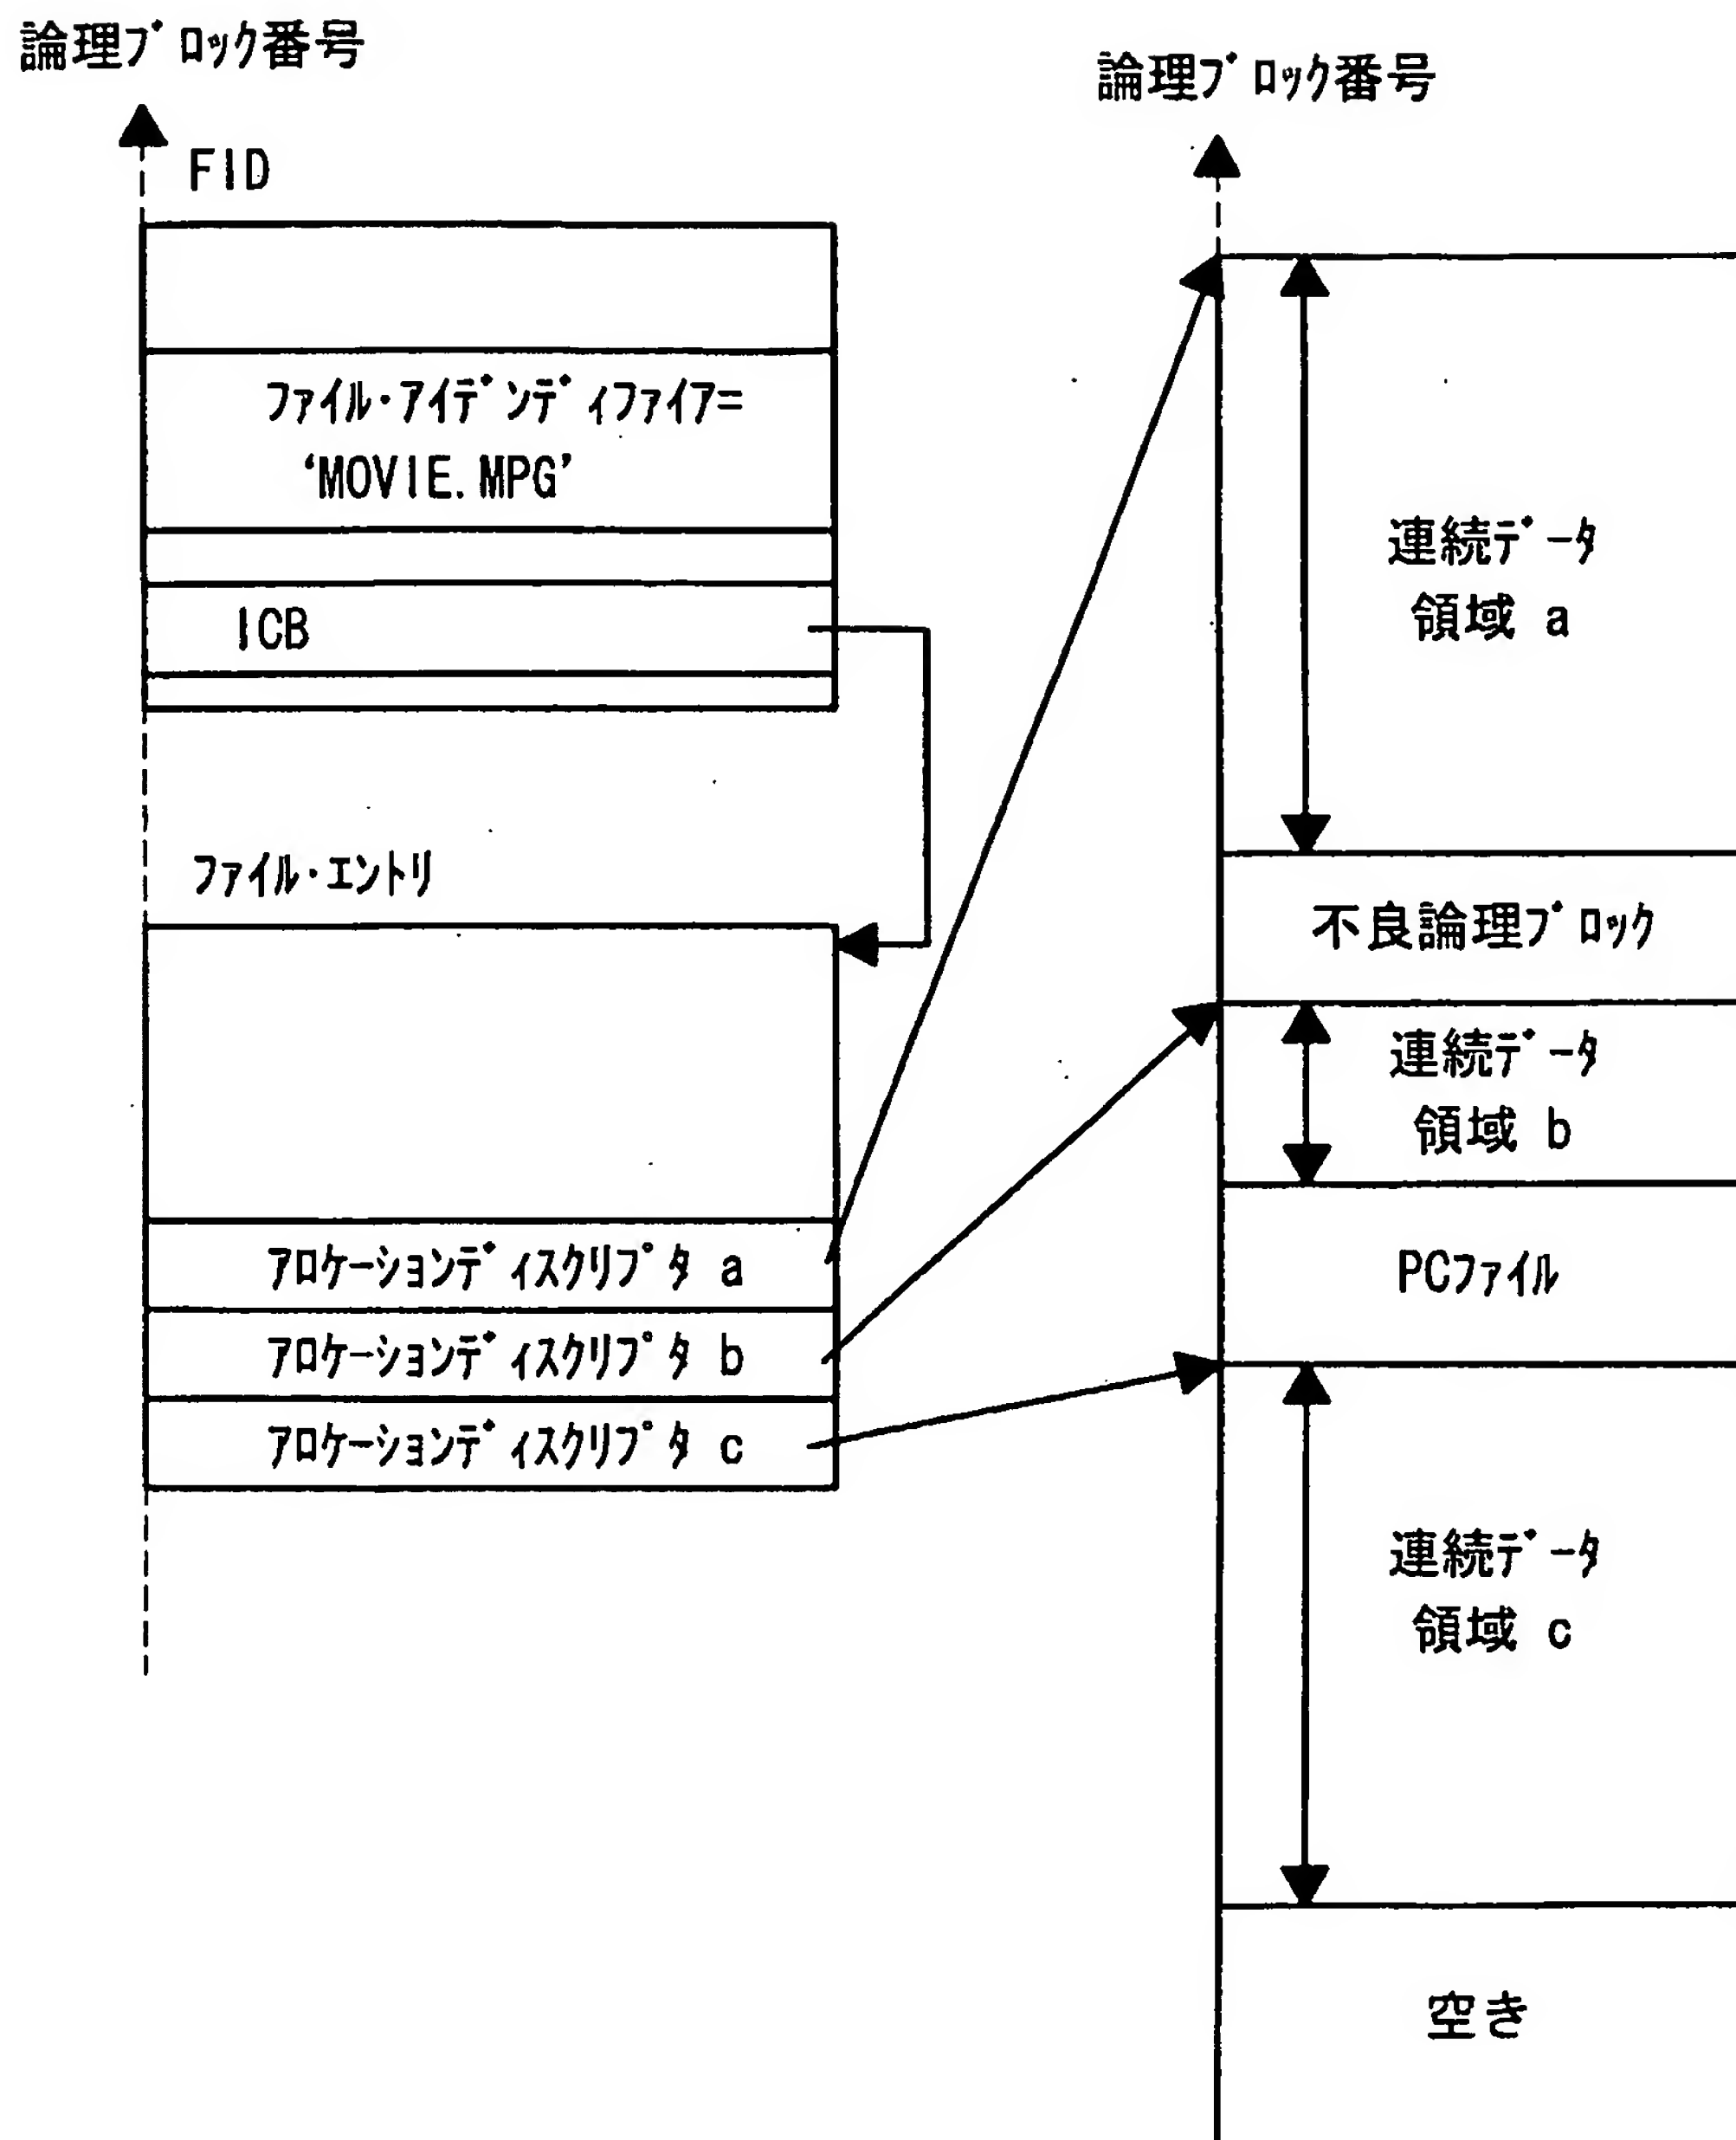 論理ﾌﾞﾛｯｸ番号
FID
ﾌｧｲﾙ･ｱｲﾃﾞﾝﾃﾞｨﾌｧｲｱ=
‘MOVIE.MPG’
ICB
ﾌｧｲﾙ･ｴﾝﾄﾘ
ｱﾛｹｰｼｮﾝﾃﾞｨｽｸﾘﾌﾟﾀ a
ｱﾛｹｰｼｮﾝﾃﾞｨｽｸﾘﾌﾟﾀ b
ｱﾛｹｰｼｮﾝﾃﾞｨｽｸﾘﾌﾟﾀ c
論理ﾌﾞﾛｯｸ番号
連続ﾃﾞｰﾀ
領域 a
不良論理ﾌﾞﾛｯｸ
連続ﾃﾞｰﾀ
領域 b
PCﾌｧｲﾙ
連続ﾃﾞｰﾀ
領域 c
空き